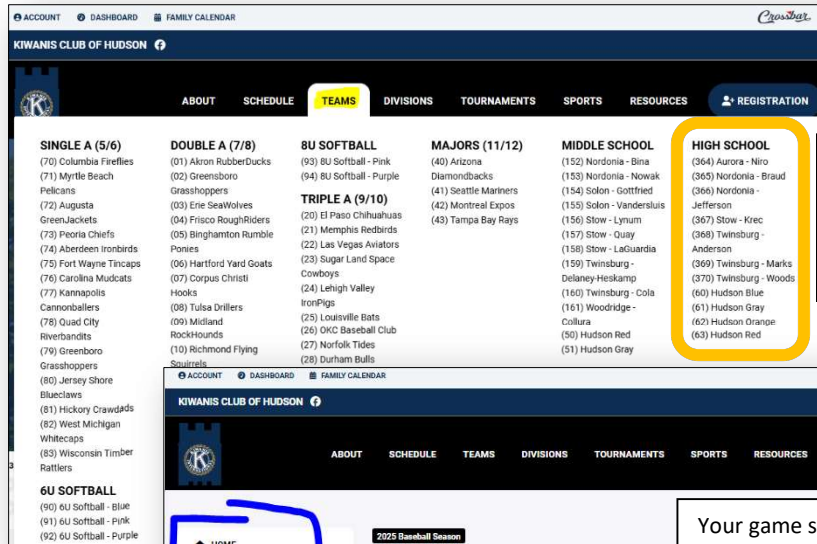 ACCOUNT DASHBOARD FAMILY CALENDAR
Crossbar
KIWANIS CLUB OF HUDSON
ABOUT SCHEDULE TEAMS DIVISIONS TOURNAMENTS SPORTS RESOURCES REGISTRATION
SINGLE A (5/6)
(70) Columbia Fireflies
(71) Myrtle Beach
Pelicans
(72) Augusta
GreenJackets
(73) Peoria Chiefs
(74) Aberdeen Ironbirds
(75) Fort Wayne Tincaps
(76) Carolina Mudcats
(77) Kannapolis
Cannonballers
(78) Quad City
Riverbandits
(79) Greenboro
Grasshoppers
(80) Jersey Shore
Blueclaws
(81) Hickory Crawdads
(82) West Michigan
Whitecaps
(83) Wisconsin Timber
Rattlers
6U SOFTBALL
(90) 6U Softball - Blue
(91) 6U Softball - Pink
(92) 6U Softball - Purple
DOUBLE A (7/8)
(01) Akron RubberDucks
(02) Greensboro
Grasshoppers
(03) Erie SeaWolves
(04) Frisco RoughRiders
(05) Binghamton Rumble
Ponies
(06) Hartford Yard Goats
(07) Corpus Christi
Hooks
(08) Tulsa Drillers
(09) Midland
RockHounds
(10) Richmond Flying
Squirrels
8U SOFTBALL
(93) 8U Softball - Pink
(94) 8U Softball - Purple
TRIPLE A (9/10)
(20) El Paso Chihuahuas
(21) Memphis Redbirds
(22) Las Vegas Aviators
(23) Sugar Land Space
Cowboys
(24) Lehigh Valley
IronPigs
(25) Louisville Bats
(26) OKC Baseball Club
(27) Norfolk Tides
(28) Durham Bulls
MAJORS (11/12)
(40) Arizona
Diamondbacks
(41) Seattle Mariners
(42) Montreal Expos
(43) Tampa Bay Rays
MIDDLE SCHOOL
(152) Nordonia - Bina
(153) Nordonia - Nowak
(154) Solon - Gottfried
(155) Solon - Vandersluis
(156) Stow - Lynum
(157) Stow - Quay
(158) Stow - LaGuardia
(159) Twinsburg -
Delaney-Heskamp
(160) Twinsburg - Cola
(161) Woodridge -
Collura
(50) Hudson Red
(51) Hudson Gray
HIGH SCHOOL
(364) Aurora - Niro
(365) Nordonia - Braud
(366) Nordonia -
Jefferson
(367) Stow - Krec
(368) Twinsburg -
Anderson
(369) Twinsburg - Marks
(370) Twinsburg - Woods
(60) Hudson Blue
(61) Hudson Gray
(62) Hudson Orange
(63) Hudson Red
ACCOUNT DASHBOARD FAMILY CALENDAR
KIWANIS CLUB OF HUDSON
ABOUT SCHEDULE TEAMS DIVISIONS TOURNAMENTS SPORTS RESOURCES
HOME
2025 Baseball Season
Your game s